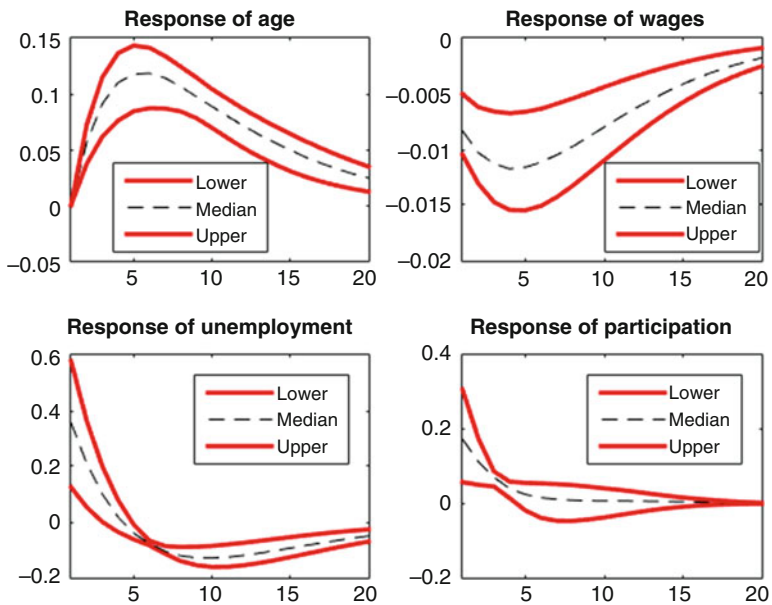 Response of age
0.15
0.1
0.05
0
−0.05
5
10
15
20
Lower
Median
Upper
Response of wages
0
−0.005
−0.01
−0.015
−0.02
5
10
15
20
Lower
Median
Upper
Response of unemployment
0.6
0.4
0.2
0
−0.2
5
10
15
20
Lower
Median
Upper
Response of participation
0.4
0.2
0
−0.2
5
10
15
20
Lower
Median
Upper